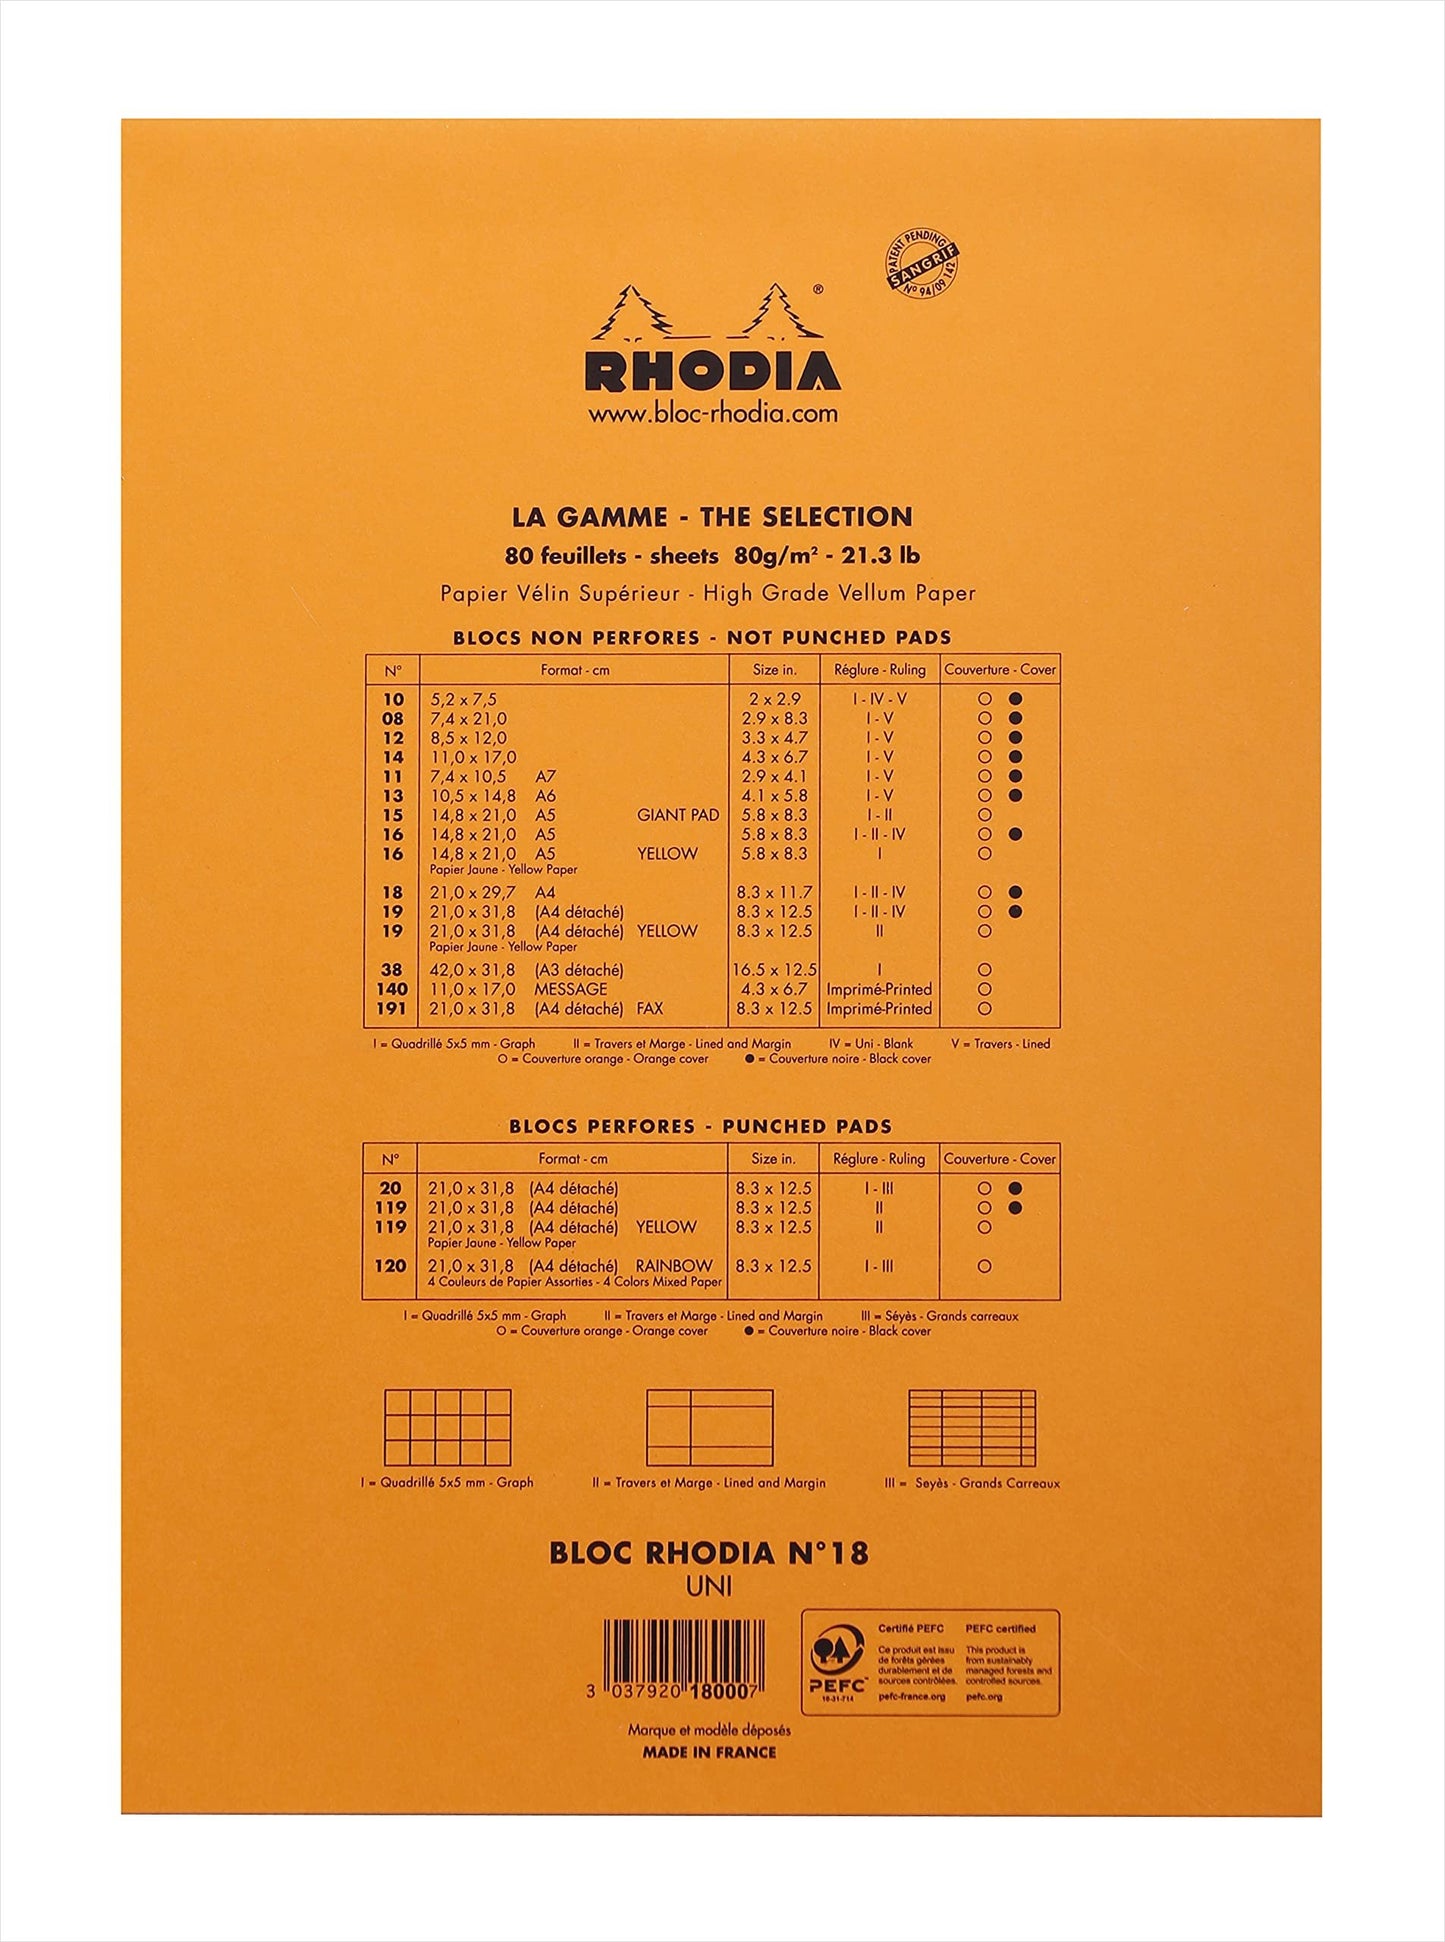 PATENT PENDING
SANGRIF
N° 94/09 142
®
RHODIA
www.bloc-rhodia.com
LA GAMME - THE SELECTION
80 feuillets - sheets 80g/m² - 21.3 lb
Papier Vélin Supérieur - High Grade Vellum Paper
BLOCS NON PERFORES - NOT PUNCHED PADS
N° Format - cm Size in. Réglure - Ruling Couverture - Cover
10 5,2 x 7,5 2 x 2.9 I - IV - V ○ ●
08 7,4 x 21,0 2.9 x 8.3 I - V ○ ●
12 8,5 x 12,0 3.3 x 4.7 I - V ○ ●
14 11,0 x 17,0 4.3 x 6.7 I - V ○ ●
11 7,4 x 10,5 A7 2.9 x 4.1 I - V ○ ●
13 10,5 x 14,8 A6 4.1 x 5.8 I - V ○ ●
15 14,8 x 21,0 A5 GIANT PAD 5.8 x 8.3 I - II ○
16 14,8 x 21,0 A5 5.8 x 8.3 I - II - IV ○ ●
16 14,8 x 21,0 A5 YELLOW 5.8 x 8.3 I ○
Papier Jaune - Yellow Paper
18 21,0 x 29,7 A4 8.3 x 11.7 I - II - IV ○ ●
19 21,0 x 31,8 (A4 détaché) 8.3 x 12.5 I - II - IV ○ ●
19 21,0 x 31,8 (A4 détaché) YELLOW 8.3 x 12.5 II ○
Papier Jaune - Yellow Paper
38 42,0 x 31,8 (A3 détaché) 16.5 x 12.5 I ○
140 11,0 x 17,0 MESSAGE 4.3 x 6.7 Imprimé-Printed ○
191 21,0 x 31,8 (A4 détaché) FAX 8.3 x 12.5 Imprimé-Printed ○
I = Quadrillé 5x5 mm - Graph II = Travers et Marge - Lined and Margin IV = Uni - Blank V = Travers - Lined
○ = Couverture orange - Orange cover ● = Couverture noire - Black cover
BLOCS PERFORES - PUNCHED PADS
N° Format - cm Size in. Réglure - Ruling Couverture - Cover
20 21,0 x 31,8 (A4 détaché) 8.3 x 12.5 I - III ○ ●
119 21,0 x 31,8 (A4 détaché) 8.3 x 12.5 II ○ ●
119 21,0 x 31,8 (A4 détaché) YELLOW 8.3 x 12.5 II ○
Papier Jaune - Yellow Paper
120 21,0 x 31,8 (A4 détaché) RAINBOW 8.3 x 12.5 I - III ○
4 Couleurs de Papier Assorties - 4 Colors Mixed Paper
I = Quadrillé 5x5 mm - Graph II = Travers et Marge - Lined and Margin III = Séyès - Grands carreaux
○ = Couverture orange - Orange cover ● = Couverture noire - Black cover
I = Quadrillé 5x5 mm - Graph II = Travers et Marge - Lined and Margin III = Seyès - Grands Carreaux
BLOC RHODIA N°18
UNI
3 037920 180007
PEFC™
10-31-714
Certifié PEFC
Ce produit est issu
de forêts gérées
durablement et de
sources contrôlées.
pefc-france.org
PEFC certified
This product is
from sustainably
managed forests and
controlled sources.
pefc.org
Marque et modèle déposés
MADE IN FRANCE